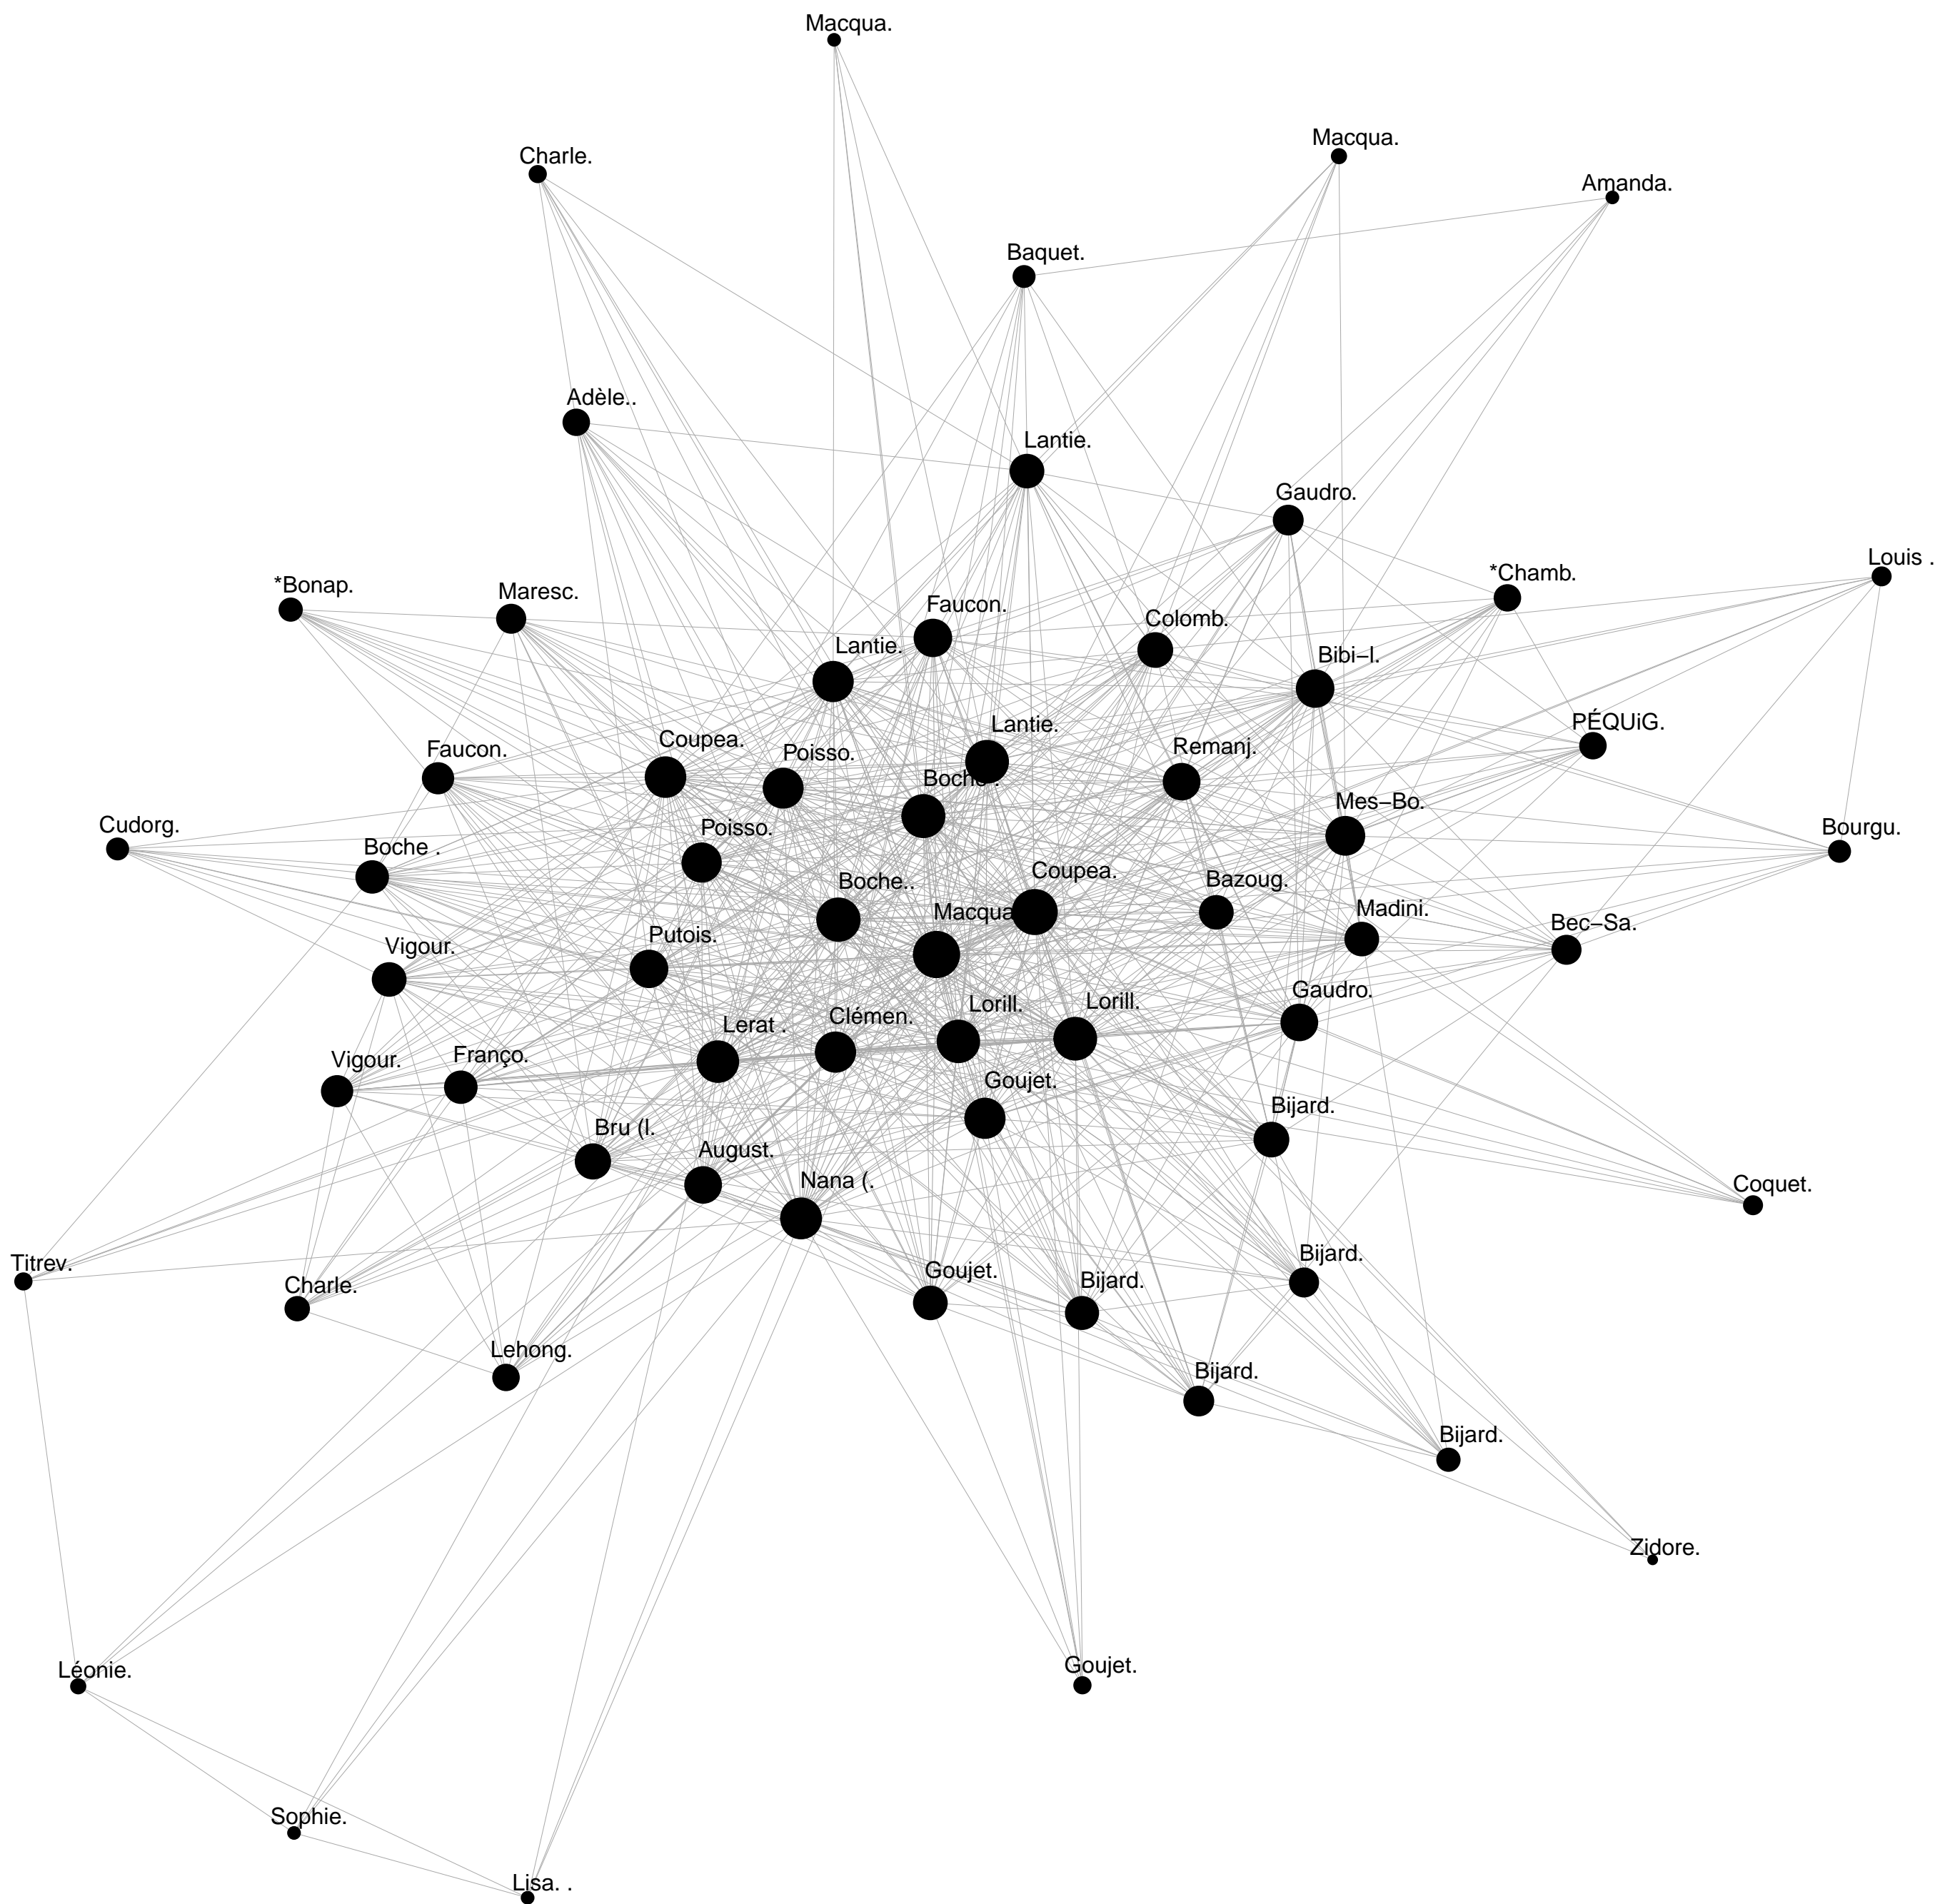 Macqua.
Macqua.
Charle.
Amanda.
Baquet.
Adèle..
Lantie.
Gaudro.
Louis .
*Chamb.
*Bonap.
Maresc.
Faucon.
Colomb.
Lantie.
Bibi−l.
PÉQUiG.
Lantie.
Coupea.
Remanj.
Faucon.
Poisso.
Boche .
Mes−Bo.
Cudorg.
Poisso.
Bourgu.
Boche .
Coupea.
Bazoug.
Boche..
Madini.
Macqua
Bec−Sa.
Putois.
Vigour.
Gaudro.
Lorill.
Lorill.
Clémen.
Lerat .
Franço.
Vigour.
Goujet.
Bijard.
Bru (l.
August.
Nana (.
Coquet.
Bijard.
Titrev.
Goujet.
Bijard.
Charle.
Lehong.
Bijard.
Bijard.
Zidore.
Goujet.
Léonie.
Sophie.
Lisa. .